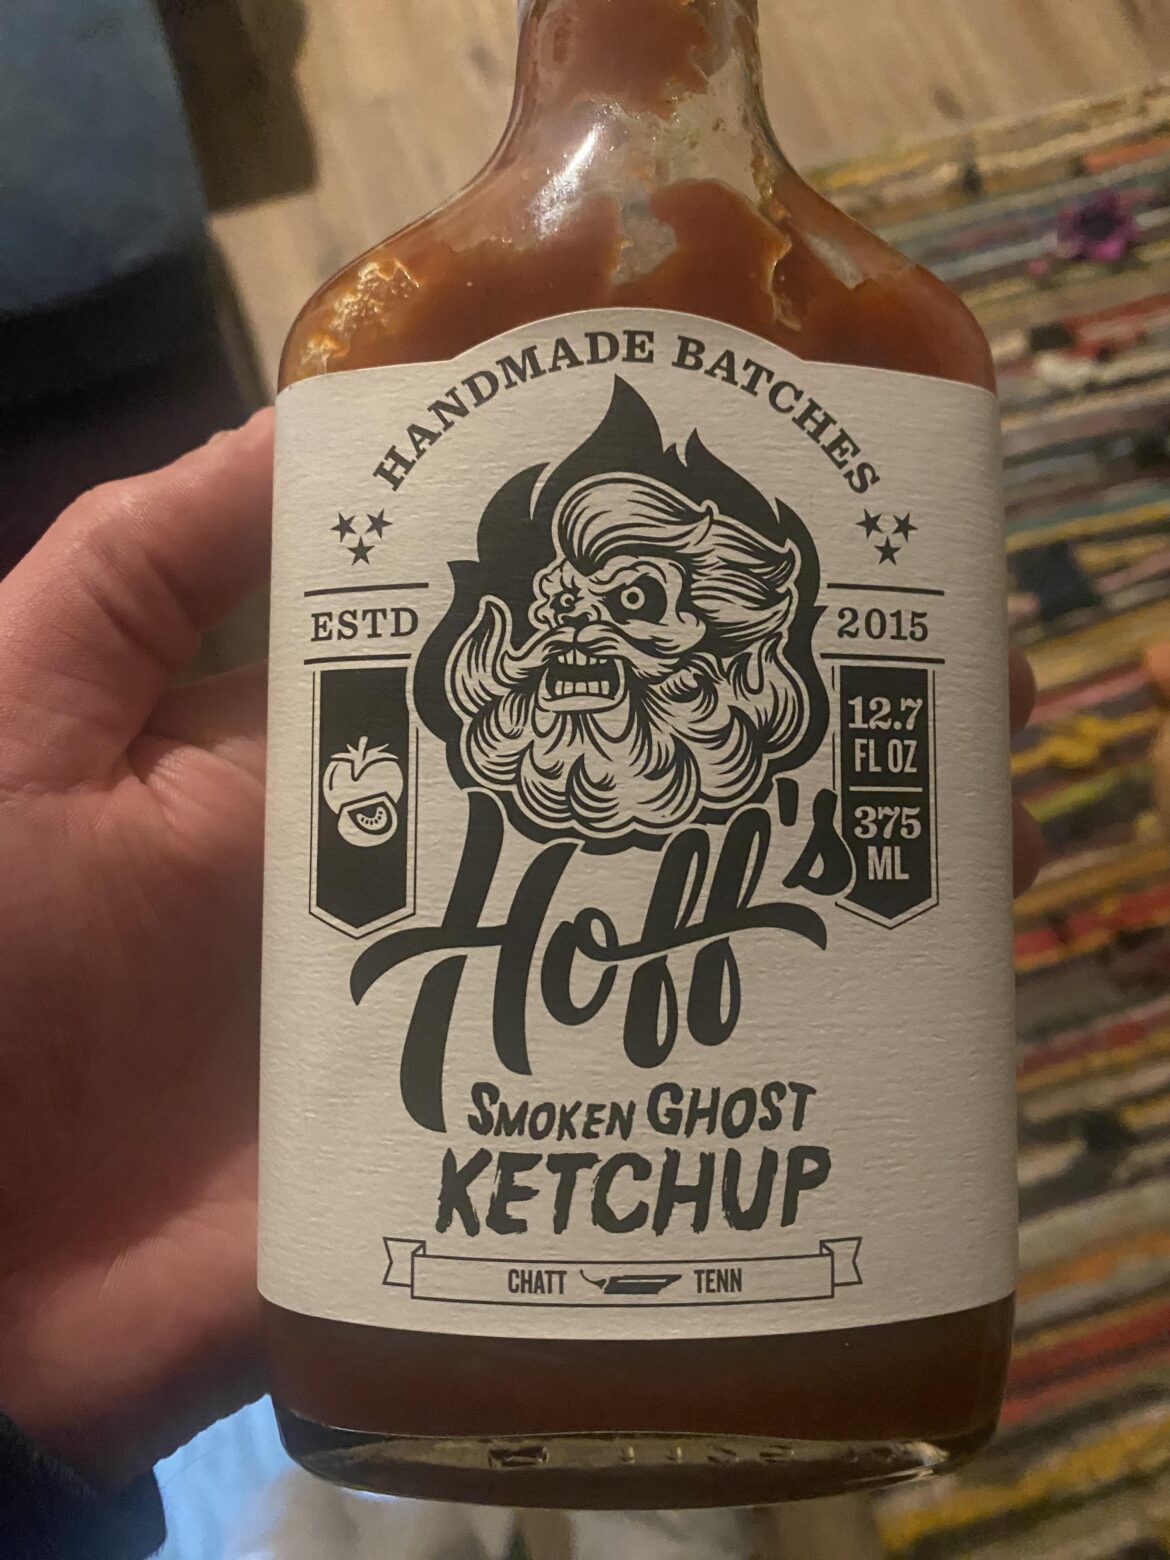 HANDMADE BATCHES
ESTD
2015
12.7
FL OZ
375
ML
Hoff's
SMOKEN GHOST
KETCHUP
CHATT TENN